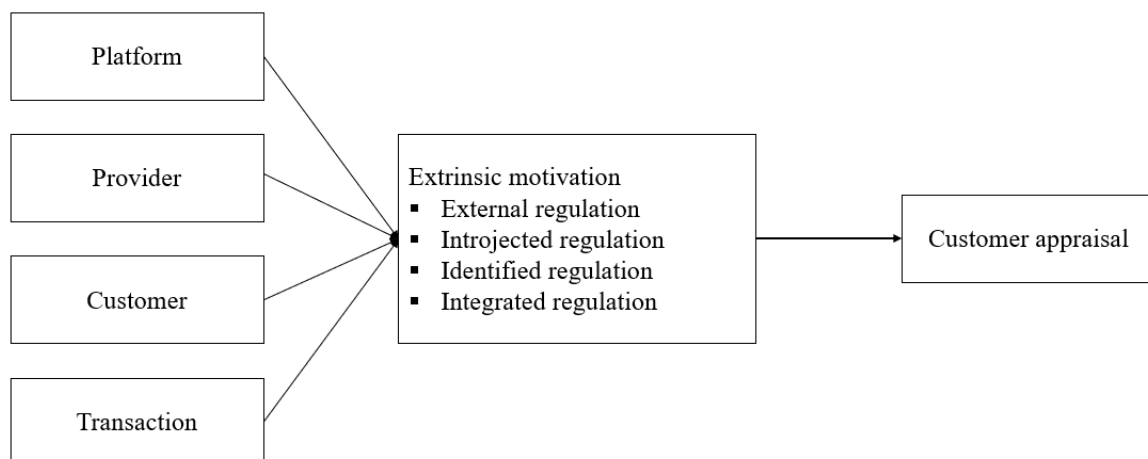 Platform
Provider
Customer
Transaction
Extrinsic motivation
▪ External regulation
▪ Introjected regulation
▪ Identified regulation
▪ Integrated regulation
Customer appraisal